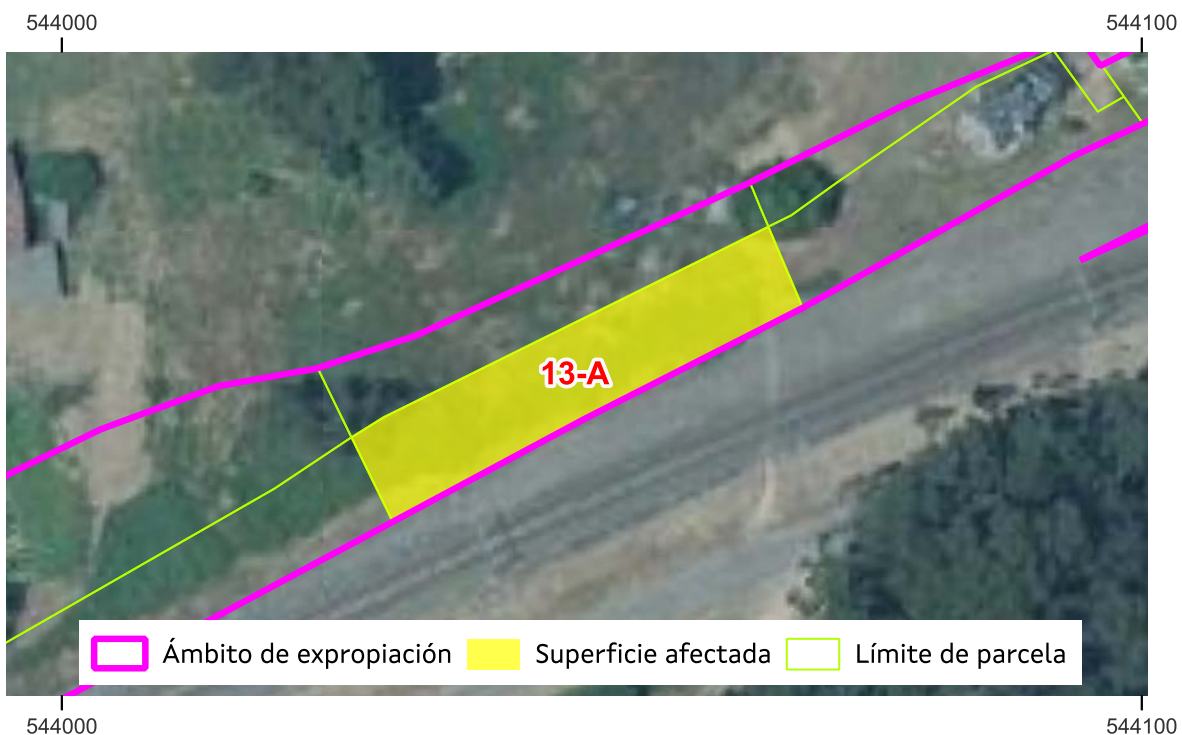 544000 544100
13-A
Ámbito de expropiación Superficie afectada Límite de parcela
544000 544100